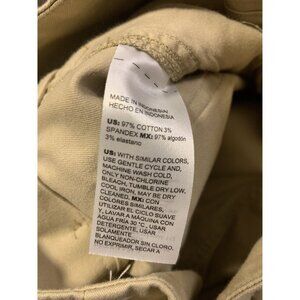 MADE IN INDONESIA/
HECHO EN INDONESIA
US: 97% COTTON 3%
SPANDEX MX: 97% algodón
3% elastano
US: WITH SIMILAR COLORS,
USE GENTLE CYCLE AND,
MACHINE WASH COLD,
ONLY NON-CHLORINE
BLEACH, TUMBLE DRY LOW,
COOL IRON, MAY BE DRY
CLEANED MX: CON
COLORES SIMILARES,
UTILIZAR EL CICLO SUAVE
Y, LAVAR A MÁQUINA CON
AGUA FRÍA 30 °C, USAR
DETERGENTE, USAR
SOLAMENTE
BLANQUEADOR SIN CLORO,
NO EXPRIMIR, SECAR A